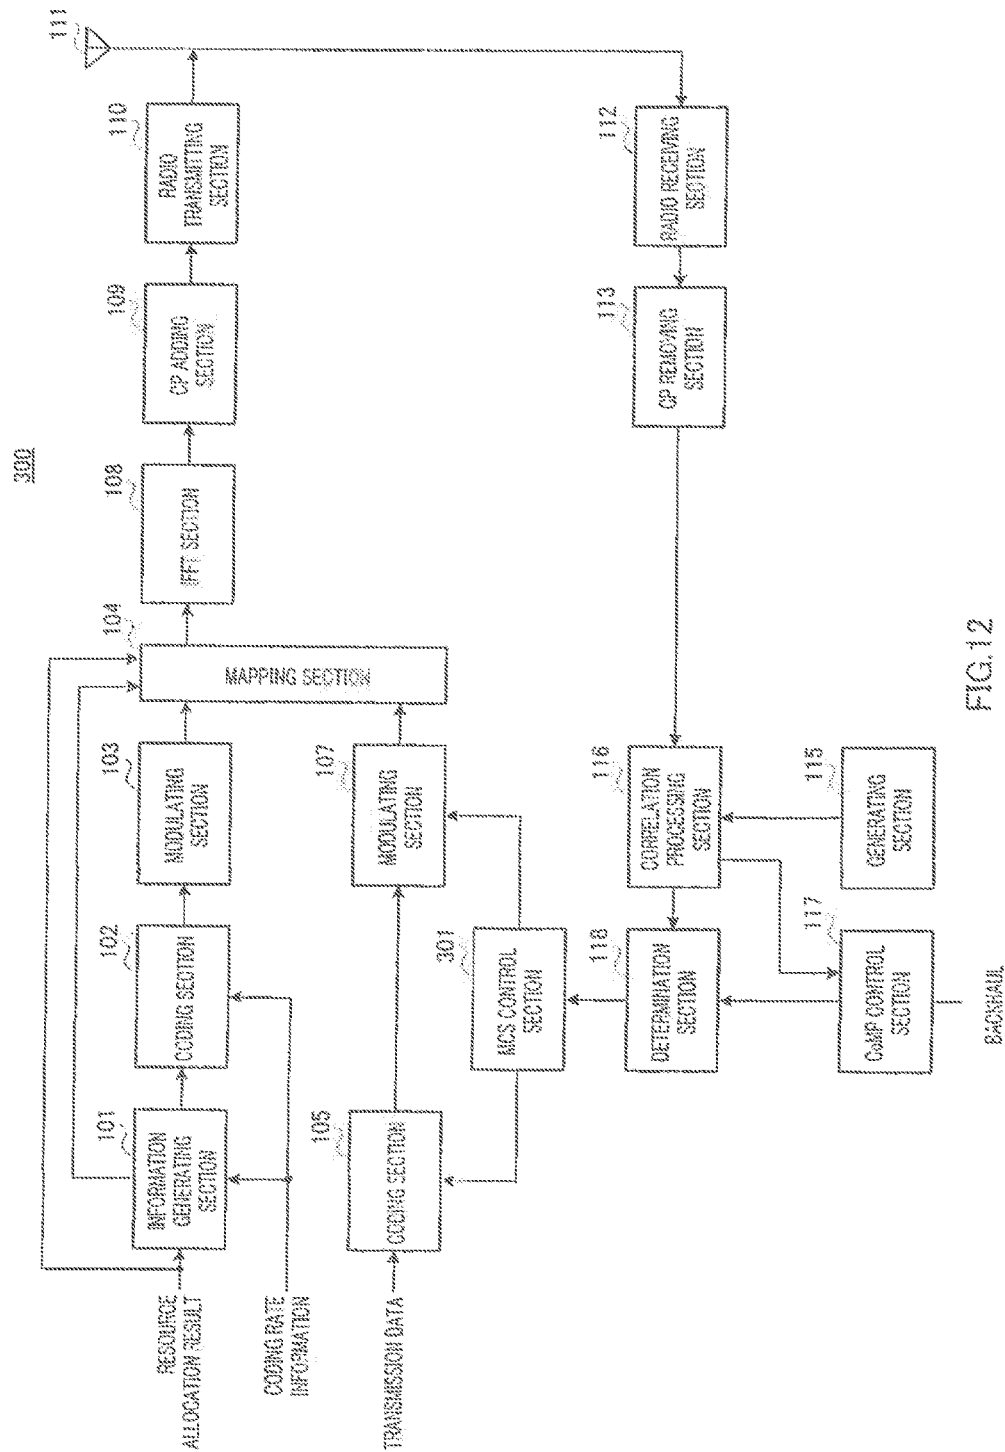 300
111
110
RADIO
TRANSMITTING
SECTION
109
CP ADDING
SECTION
108
IFFT SECTION
104
MAPPING SECTION
103
MODULATING
SECTION
102
CODING SECTION
101
INFORMATION
GENERATING
SECTION
RESOURCE
ALLOCATION RESULT
CODING RATE
INFORMATION
107
MODULATING
SECTION
105
CODING SECTION
TRANSMISSION DATA
301
MCS CONTROL
SECTION
112
RADIO RECEIVING
SECTION
113
CP REMOVING
SECTION
116
CORRELATION
PROCESSING
SECTION
118
DETERMINATION
SECTION
115
GENERATING
SECTION
117
CoMP CONTROL
SECTION
BACKHAUL
FIG.12